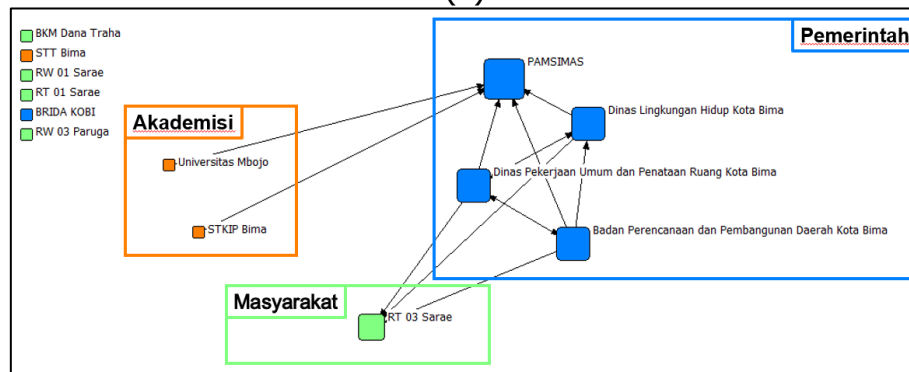 BKM Dana Traha
STT Bima
RW 01 Sarae
RT 01 Sarae
BRIDA KOBI
RW 03 Paruga
Pemerintah
PAMSIMAS
Dinas Lingkungan Hidup Kota Bima
Akademisi
Universitas Mbojo
Dinas Pekerjaan Umum dan Penataan Ruang Kota Bima
STKIP Bima
Badan Perencanaan dan Pembangunan Daerah Kota Bima
Masyarakat
RT 03 Sarae